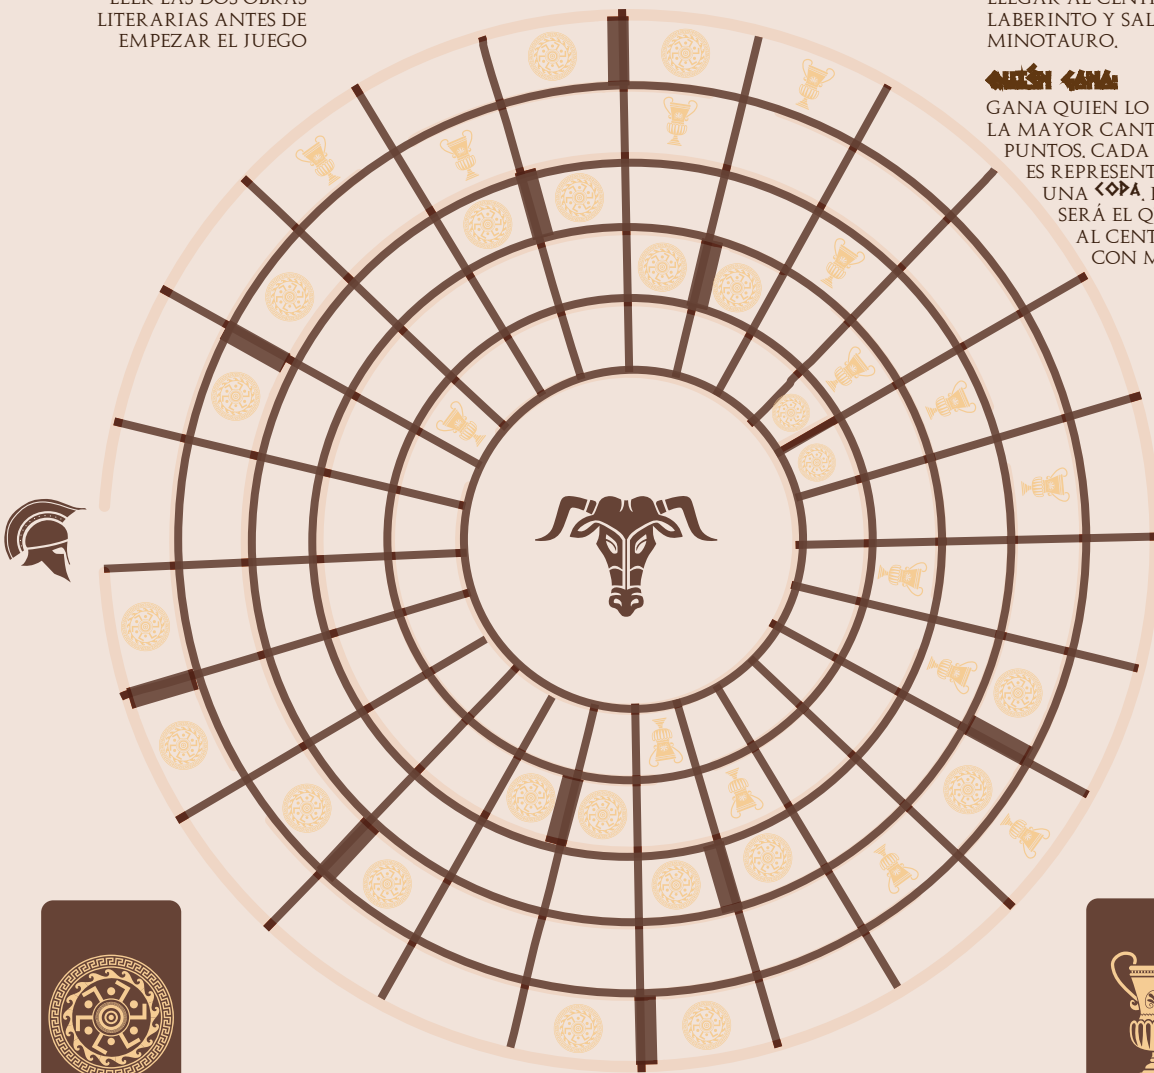 LEER LAS DOS OBRAS
LITERARIAS ANTES DE
EMPEZAR EL JUEGO
LLEGAR AL CENT
LABERINTO Y SAL
MINOTAURO.
QUIÉN GANA:
GANA QUIEN LO
LA MAYOR CANT
PUNTOS. CADA
ES REPRESENT
UNA COPA.
SERÁ EL Q
AL CENT
CON M